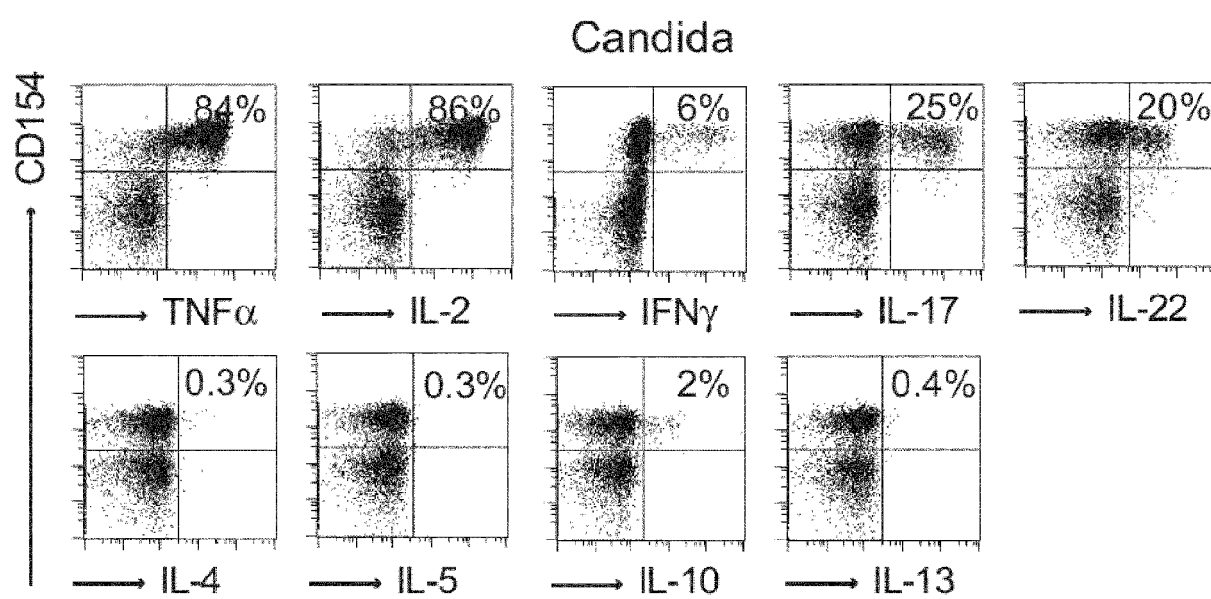 Candida
CD154
84%
86%
6%
25%
20%
TNFα
IL-2
IFNγ
IL-17
IL-22
0.3%
0.3%
2%
0.4%
IL-4
IL-5
IL-10
IL-13